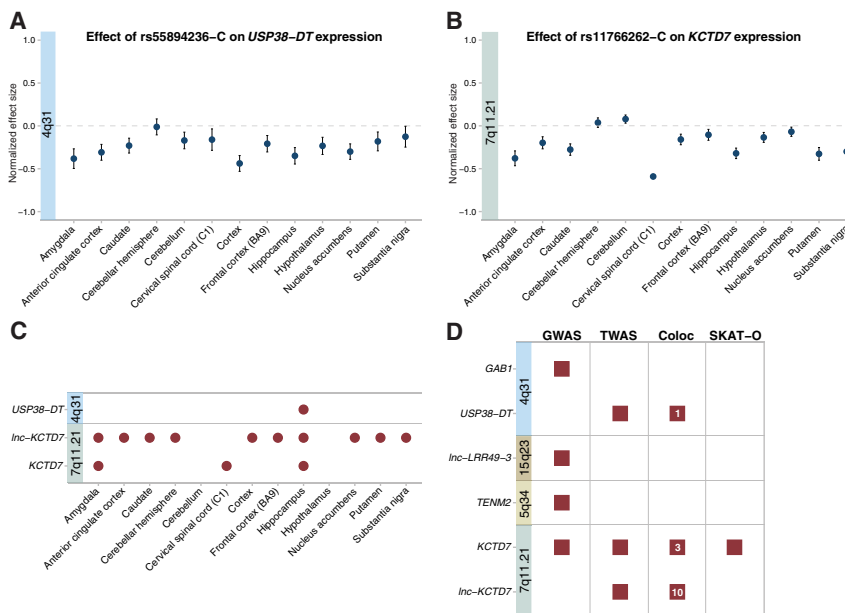 A
Effect of rs55894236−C on USP38−DT expression
4q31
Normalized effect size
1.0
0.5
0.0
−0.5
−1.0
Amygdala
Anterior cingulate cortex
Caudate
Cerebellar hemisphere
Cerebellum
Cervical spinal cord (C1)
Cortex
Frontal cortex (BA9)
Hippocampus
Hypothalamus
Nucleus accumbens
Putamen
Substantia nigra
B
Effect of rs11766262−C on KCTD7 expression
7q11.21
Normalized effect size
1.0
0.5
0.0
−0.5
−1.0
Amygdala
Anterior cingulate cortex
Caudate
Cerebellar hemisphere
Cerebellum
Cervical spinal cord (C1)
Cortex
Frontal cortex (BA9)
Hippocampus
Hypothalamus
Nucleus accumbens
Putamen
Substantia nigra
C
USP38−DT
lnc−KCTD7
KCTD7
4q31
7q11.21
Amygdala
Anterior cingulate cortex
Caudate
Cerebellar hemisphere
Cerebellum
Cervical spinal cord (C1)
Cortex
Frontal cortex (BA9)
Hippocampus
Hypothalamus
Nucleus accumbens
Putamen
Substantia nigra
D
GWAS TWAS Coloc SKAT−O
GAB1
4q31
USP38−DT 1
lnc−LRR49−3 15q23
TENM2 5q34
KCTD7 3
7q11.21
lnc−KCTD7 10